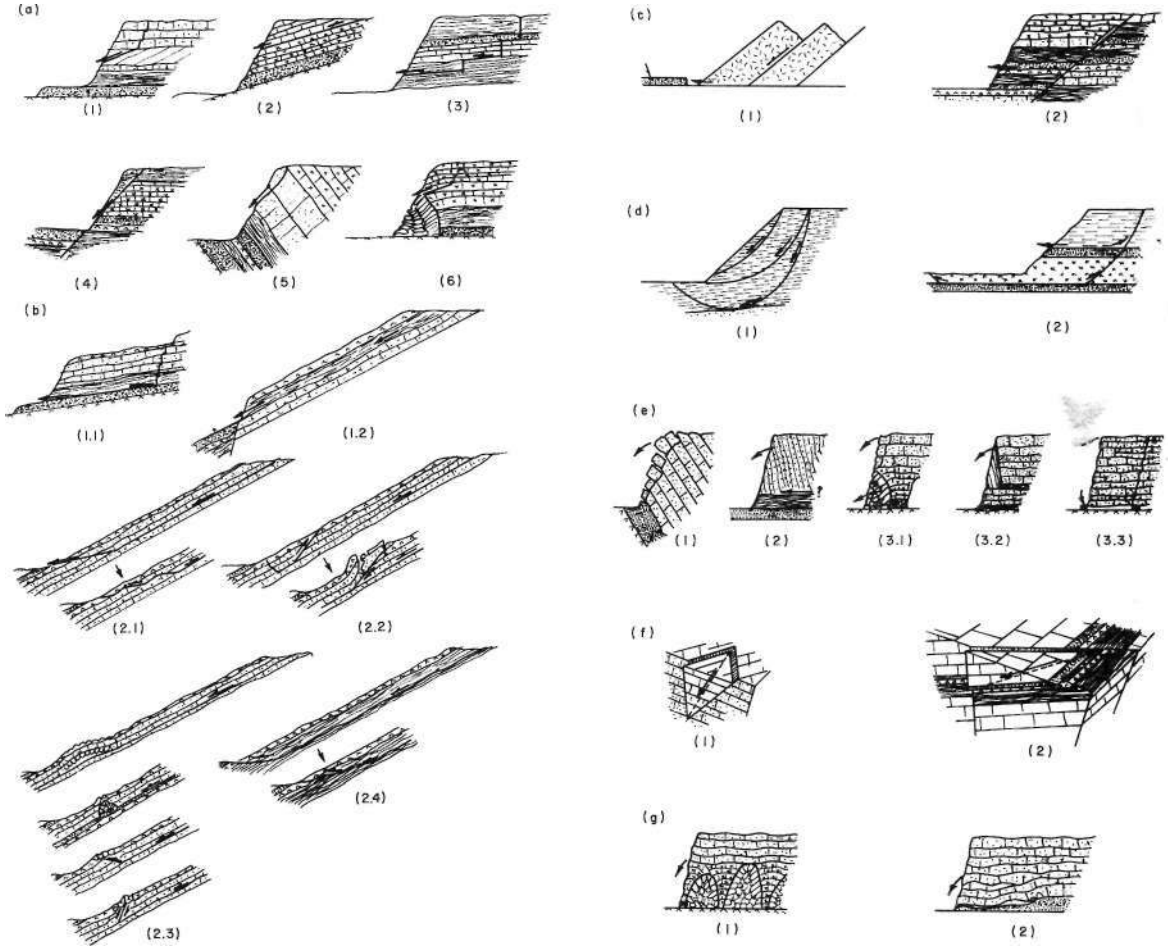 (a)
(1) (2) (3)
(4) (5) (6)
(b)
(1.1) (1.2)
(2.1) (2.2)
(2.3) (2.4)
(c)
(1) (2)
(d)
(1) (2)
(e)
?
(1) (2) (3.1) (3.2) (3.3)
(f)
(1) (2)
(g)
(1) (2)